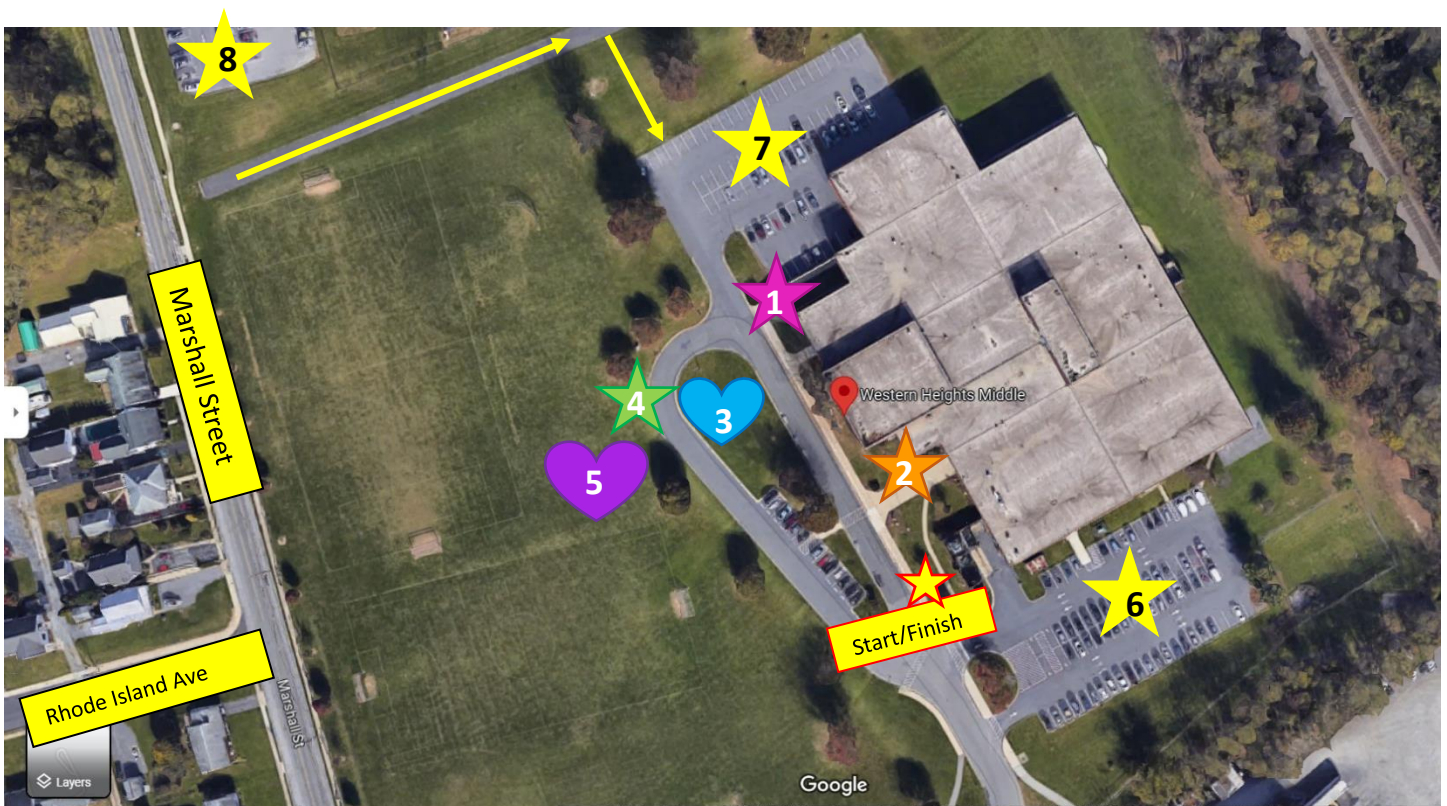 8
7
Marshall Street
1
Western Heights Middle
4
3
5
2
6
Start/Finish
Rhode Island Ave
Marshall St
Layers
Google